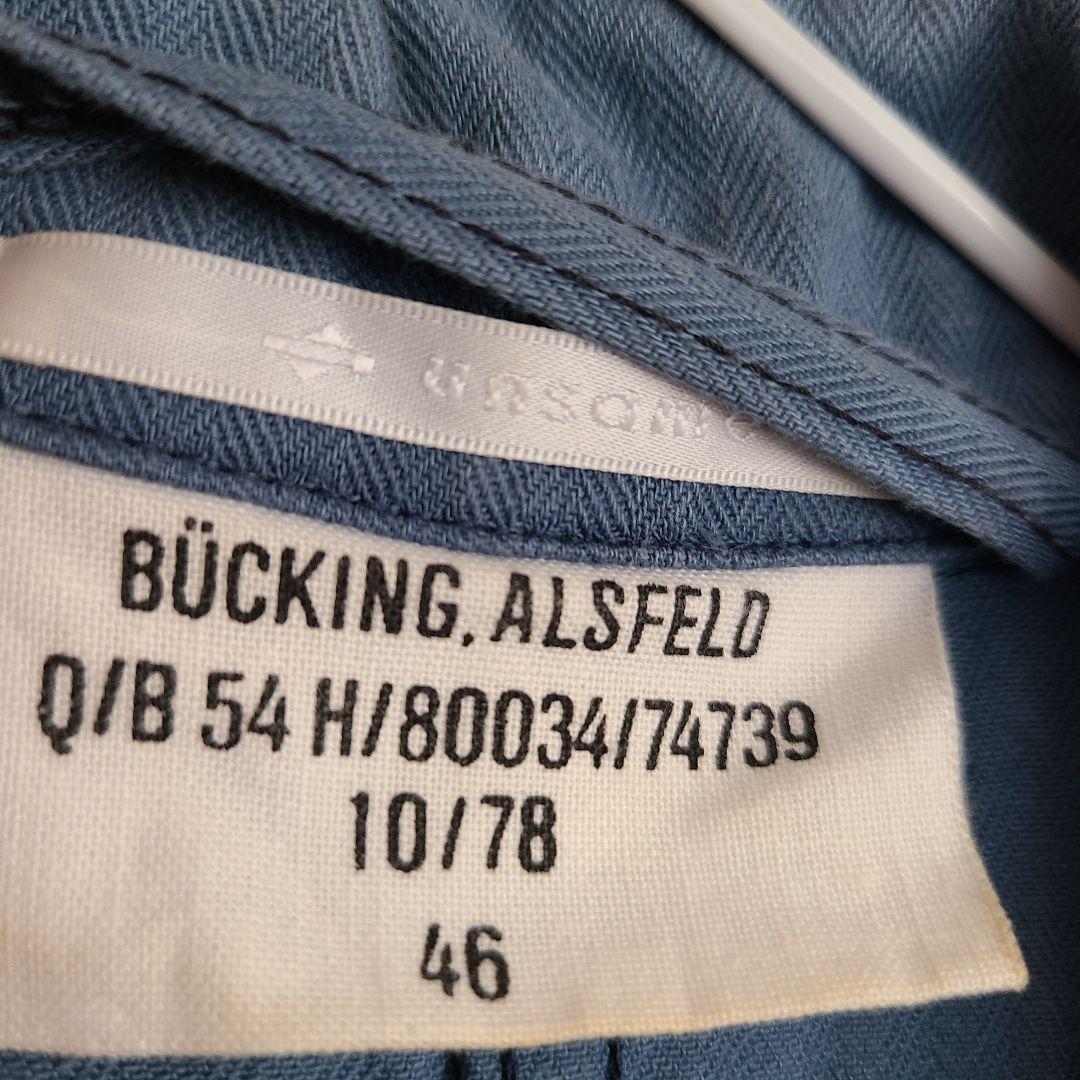 BÜCKING, ALSFELD
Q/B 54 H/80034/74739
10/78
46